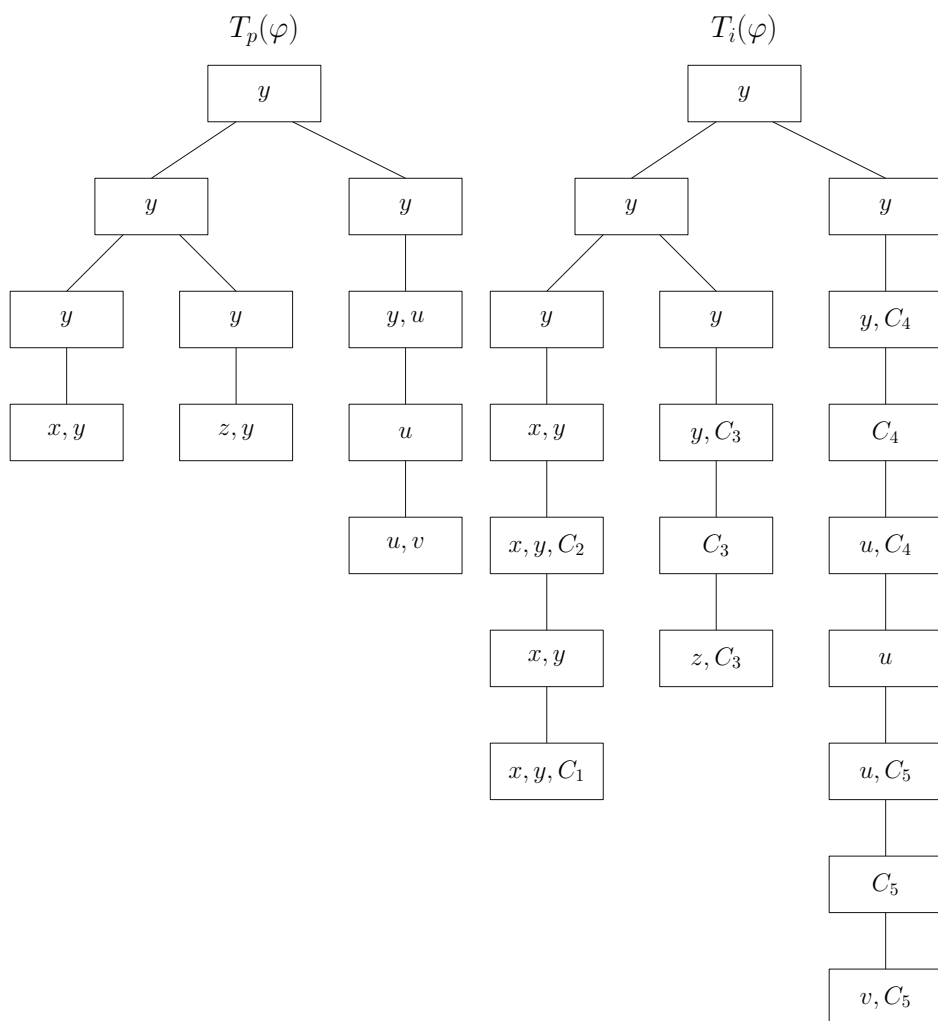 T_p(φ) T_i(φ)
y y
y y y y
y y y, u y y y, C_4
x, y z, y u x, y y, C_3 C_4
u, v x, y, C_2 C_3 u, C_4
x, y z, C_3 u
x, y, C_1 u, C_5
C_5
v, C_5